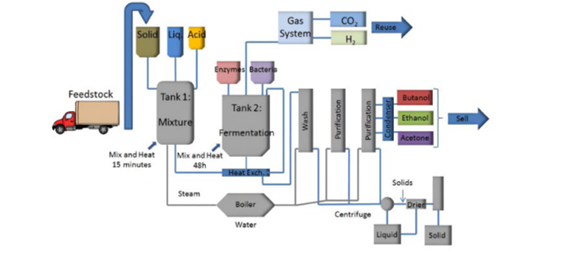 Gas
System
CO2
H2
Reuse
Solid
Liq
Acid
Feedstock
Enzymes
Bacteria
Tank 1:
Mixture
Tank 2:
Fermentation
Wash
Purification
Purification
Condenser
Butanol
Ethanol
Acetone
Sell
Mix and Heat
15 minutes
Mix and Heat
48h
Heat Exch.
Steam
Boiler
Water
Solids
Centrifuge
Drier
Liquid
Solid